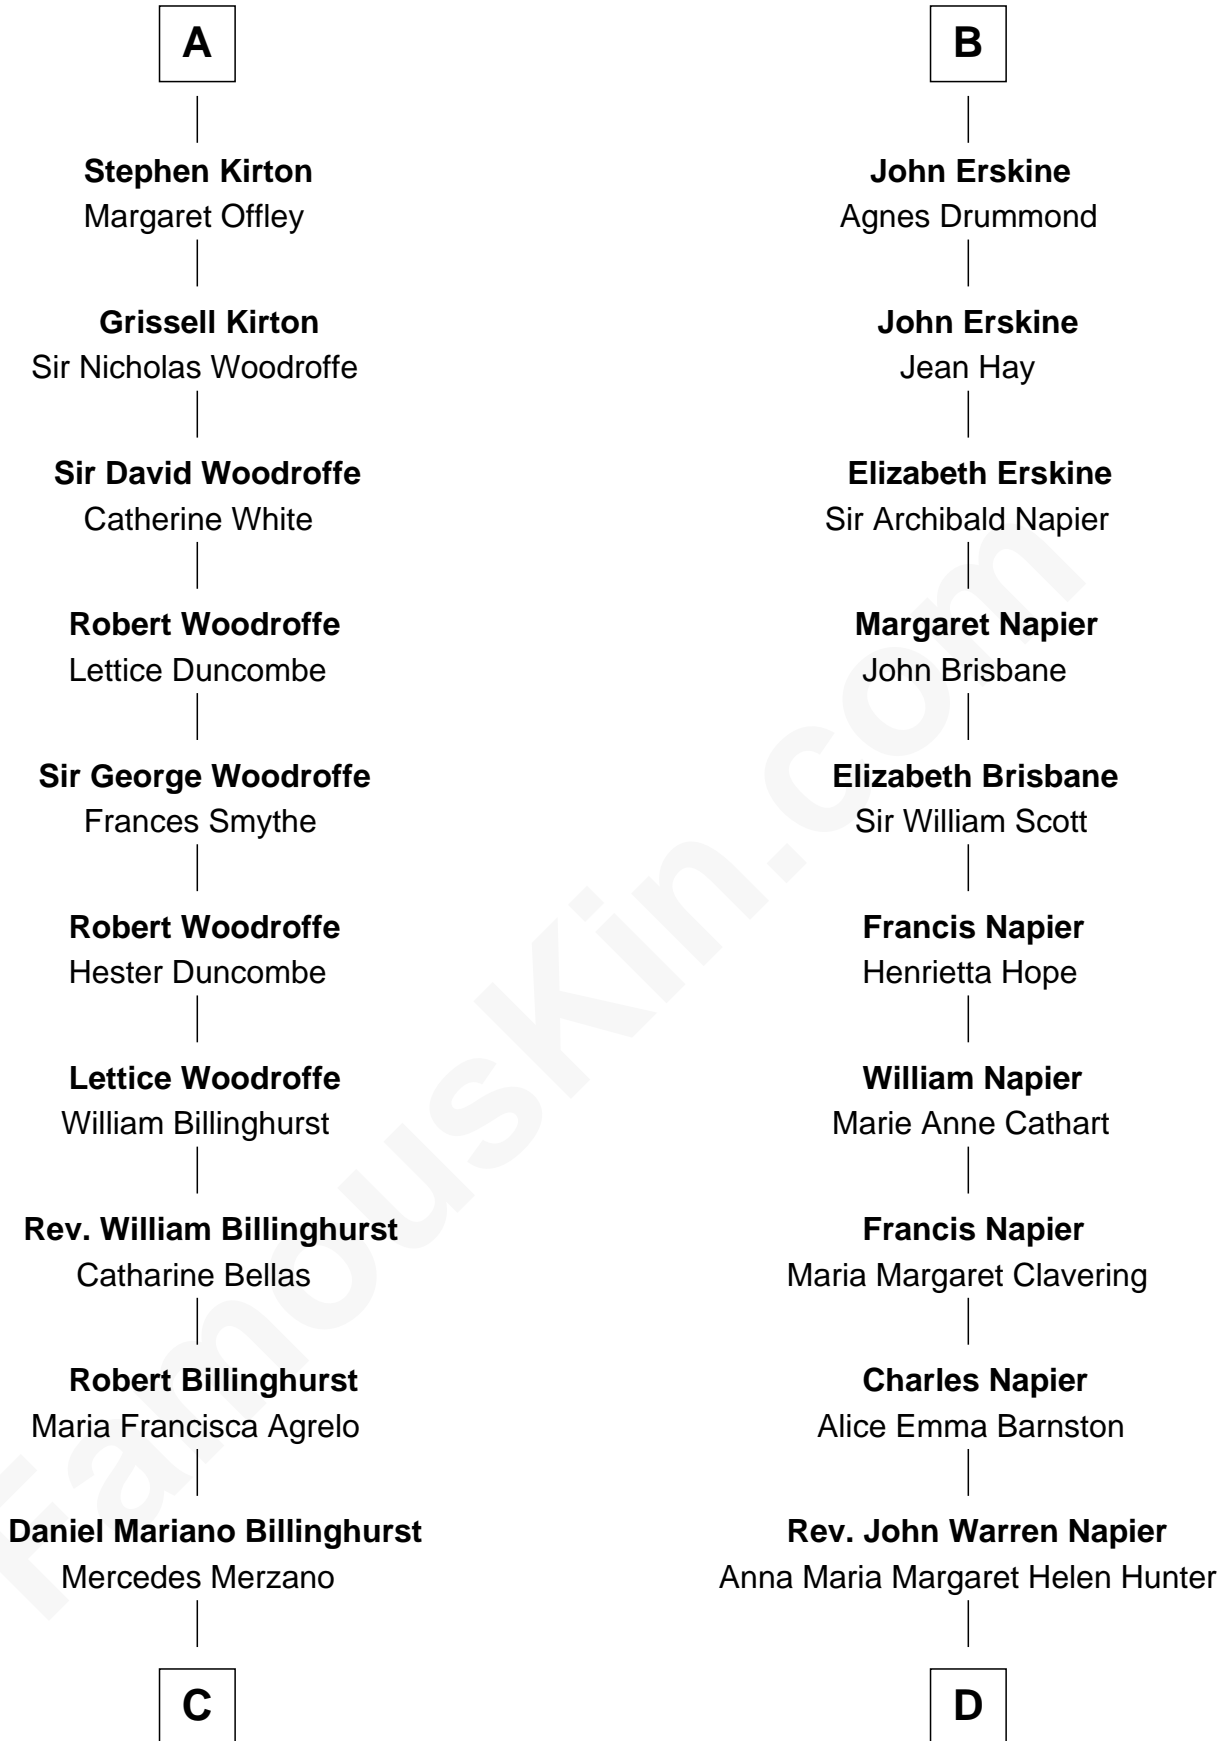 A
Stephen Kirton
Margaret Offley
Grissell Kirton
Sir Nicholas Woodroffe
Sir David Woodroffe
Catherine White
Robert Woodroffe
Lettice Duncombe
Sir George Woodroffe
Frances Smythe
Robert Woodroffe
Hester Duncombe
Lettice Woodroffe
William Billinghurst
Rev. William Billinghurst
Catharine Bellas
Robert Billinghurst
Maria Francisca Agrelo
Daniel Mariano Billinghurst
Mercedes Merzano
C
B
John Erskine
Agnes Drummond
John Erskine
Jean Hay
Elizabeth Erskine
Sir Archibald Napier
Margaret Napier
John Brisbane
Elizabeth Brisbane
Sir William Scott
Francis Napier
Henrietta Hope
William Napier
Marie Anne Cathart
Francis Napier
Maria Margaret Clavering
Charles Napier
Alice Emma Barnston
Rev. John Warren Napier
Anna Maria Margaret Helen Hunter
D
FamousKin.com